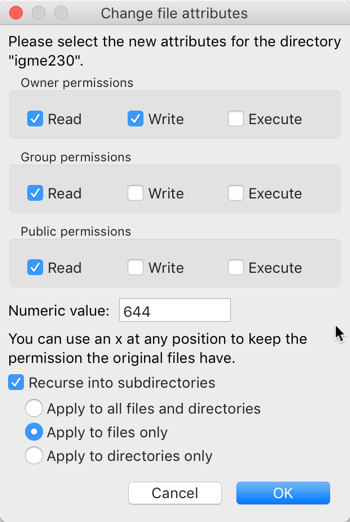 Change file attributes
Please select the new attributes for the directory
"igme230".
Owner permissions
Read Write Execute
Group permissions
Read Write Execute
Public permissions
Read Write Execute
Numeric value: 644
You can use an x at any position to keep the
permission the original files have.
Recurse into subdirectories
Apply to all files and directories
Apply to files only
Apply to directories only
Cancel OK